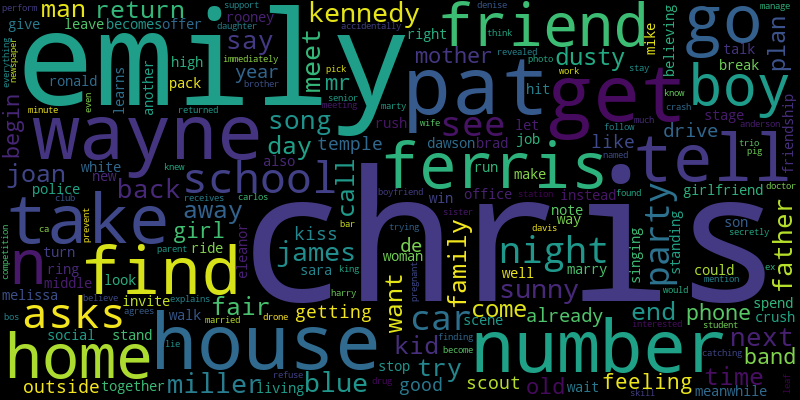 perform
man return kennedy friend go
support
rooney
mike
give leave becomes offer
daughter
accidentally
denise
manage
emily
say meet right think
believing
plan
everything
newspaper
high another year
immediately
revealed
photo
dusty talk
ronald learns pack mr
brother
pick
mother
pat get boy
hit work stay break
minute
even
returned
senior
marty
meeting
know
crash
begin wayne song
rush wife see let stage
much
anderson
friendship
day temple dawson brad job like follow drive trio
named
pig
joan white also
knew
school call ferris run make tell
new
police back
receives
carlos
boyfriend win office instead found girlfriend doctor
take away
club
prevent
ca
girl
eleanor
kiss
bar
sister
station
note
way
party
standing
son
secretly
father
competition
n find james
trying
de
woman
chris
davis
night singing
turn parent ride
sara king
pregnant
family well marry could
mention
ex
ring
middle look
explains
harry
want sunny
would
melissa believe agrees married drone getting come already end phone spend
bos
invite
walk fair
asks
social stand
lie
scene
car
finding
become
interested
student
crush
home house
kid try number next
catching
band
outside together miller living
drug
refuse
blue stop good scout old wait feeling time meanwhile
skill
leaf